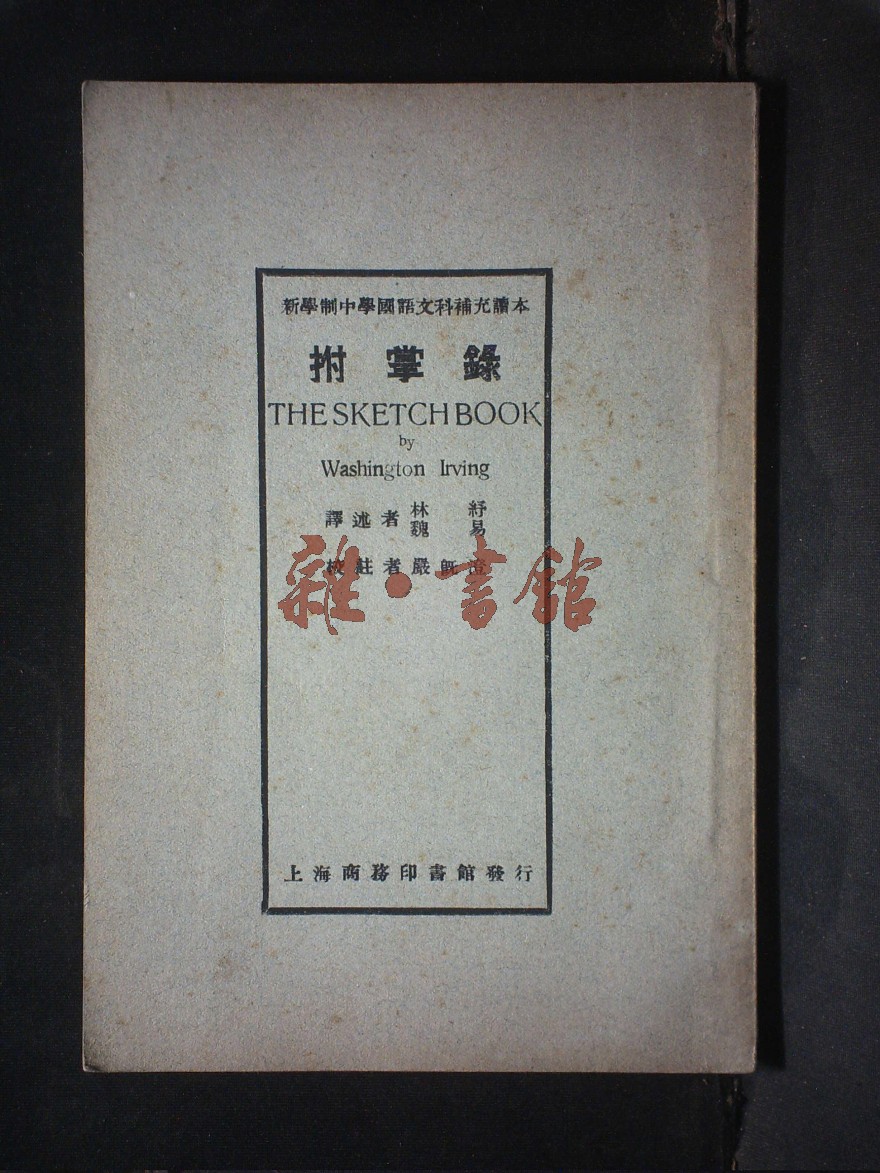 新學制中學國語文科補充讀本
拊掌錄
THE SKETCH BOOK
by
Washington Irving
譯述者 林紓
魏易
校註者嚴既澄
雜·書館
上海商務印書館發行